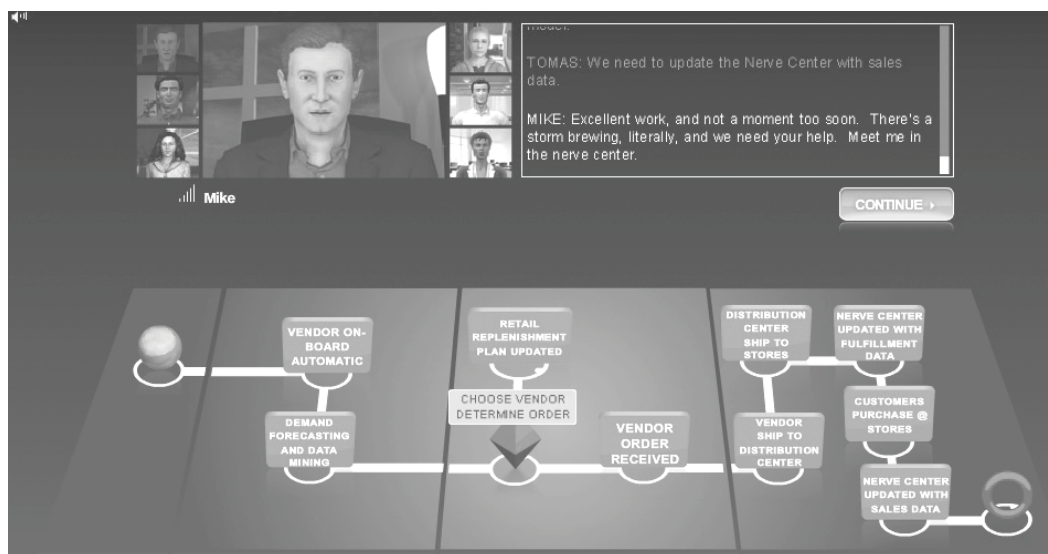 model.
TOMAS: We need to update the Nerve Center with sales
data.
MIKE: Excellent work, and not a moment too soon. There's a
storm brewing, literally, and we need your help. Meet me in
the nerve center.
Mike
CONTINUE
VENDOR ON-
BOARD
AUTOMATIC
DEMAND
FORECASTING
AND DATA
MINING
RETAIL
REPLENISHMENT
PLAN UPDATED
CHOOSE VENDOR
DETERMINE ORDER
VENDOR
ORDER
RECEIVED
DISTRIBUTION
CENTER
SHIP TO
STORES
NERVE CENTER
UPDATED WITH
FULFILLMENT
DATA
VENDOR
SHIP TO
DISTRIBUTION
CENTER
CUSTOMERS
PURCHASE @
STORES
NERVE CENTER
UPDATED WITH
SALES DATA